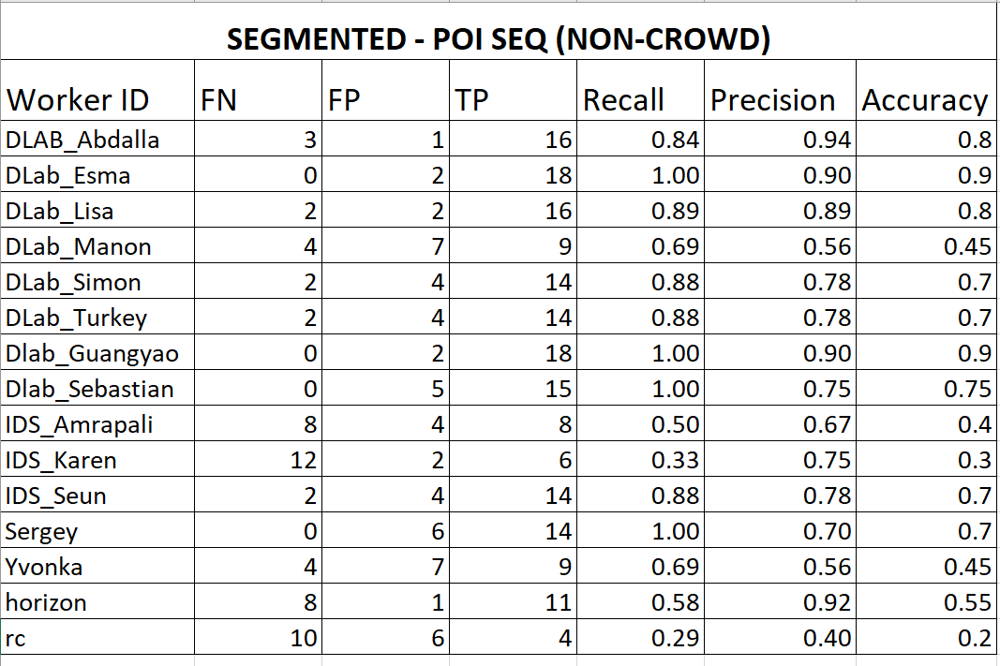 SEGMENTED - POI SEQ (NON-CROWD)
Worker ID FN FP TP Recall Precision Accuracy
DLAB_Abdalla 3 1 16 0.84 0.94 0.8
DLab_Esma 0 2 18 1.00 0.90 0.9
DLab_Lisa 2 2 16 0.89 0.89 0.8
DLab_Manon 4 7 9 0.69 0.56 0.45
DLab_Simon 2 4 14 0.88 0.78 0.7
DLab_Turkey 2 4 14 0.88 0.78 0.7
Dlab_Guangyao 0 2 18 1.00 0.90 0.9
Dlab_Sebastian 0 5 15 1.00 0.75 0.75
IDS_Amrapali 8 4 8 0.50 0.67 0.4
IDS_Karen 12 2 6 0.33 0.75 0.3
IDS_Seun 2 4 14 0.88 0.78 0.7
Sergey 0 6 14 1.00 0.70 0.7
Yvonka 4 7 9 0.69 0.56 0.45
horizon 8 1 11 0.58 0.92 0.55
rc 10 6 4 0.29 0.40 0.2